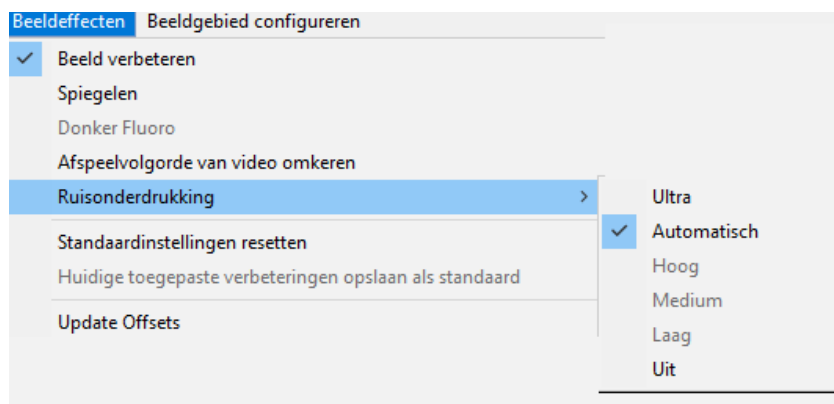 Beeldeffecten Beeldgebied configureren
Beeld verbeteren
Spiegelen
Donker Fluoro
Afspeelvolgorde van video omkeren
Ruisonderdrukking
Ultra
Automatisch
Hoog
Medium
Laag
Uit
Standaardinstellingen resetten
Huidige toegepaste verbeteringen opslaan als standaard
Update Offsets